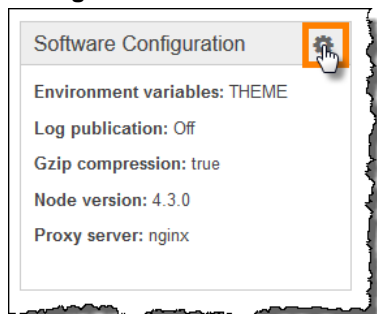 Software Configuration
Environment variables: THEME
Log publication: Off
Gzip compression: true
Node version: 4.3.0
Proxy server: nginx